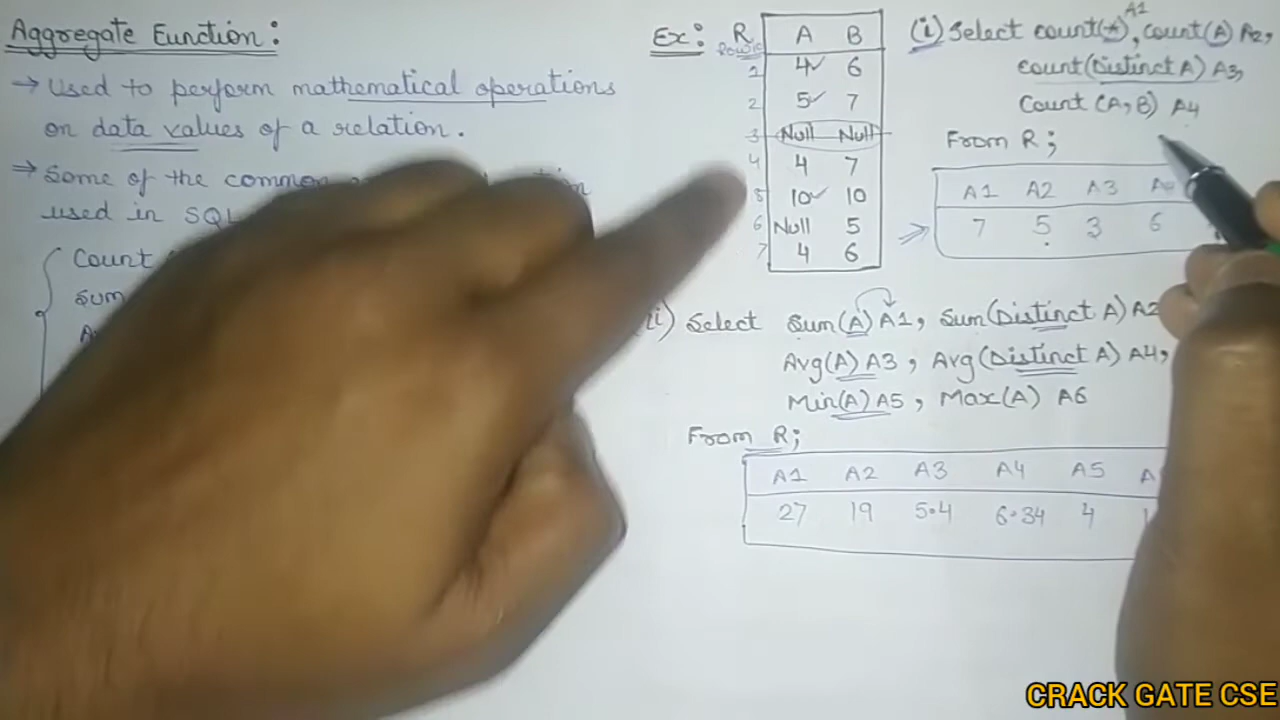 Aggregate Function:
→ Used to perform mathematical operations
on data values of a relation.
→ Some of the common
used in SQL
Count
Sum
Ex:
R
Rows
A B
1 4✓ 6
2 5✓ 7
3 Null Null
4 4 7
5 10✓ 10
6 Null 5
7 4 6
(i) Select count(*) A1, count(A) A2,
count(Distinct A) A3,
Count (A,B) A4
From R;
A1 A2 A3
7 5 3 6
Select Sum(A) A1, Sum(Distinct A) A2
Avg(A) A3, Avg(Distinct A) A4,
Min(A) A5, Max(A) A6
From R;
A1 A2 A3 A4 A5
27 19 5.4 6.34 4
CRACK GATE CSE